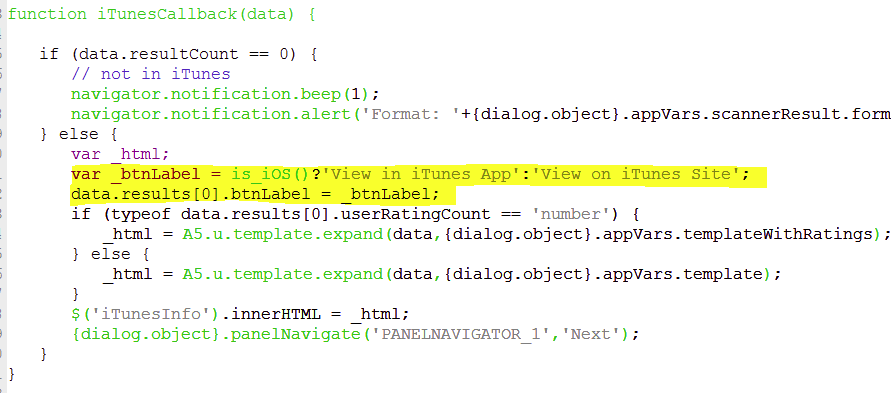 function iTunesCallback(data) {
if (data.resultCount == 0) {
// not in iTunes
navigator.notification.beep(1);
navigator.notification.alert('Format: '+{dialog.object}.appVars.scannerResult.form
} else {
var _html;
var _btnLabel = is_iOS()?'View in iTunes App':'View on iTunes Site';
data.results[0].btnLabel = _btnLabel;
if (typeof data.results[0].userRatingCount == 'number') {
_html = A5.u.template.expand(data,{dialog.object}.appVars.templateWithRatings);
} else {
_html = A5.u.template.expand(data,{dialog.object}.appVars.template);
}
$('iTunesInfo').innerHTML = _html;
{dialog.object}.panelNavigate('PANELNAVIGATOR_1','Next');
}
}